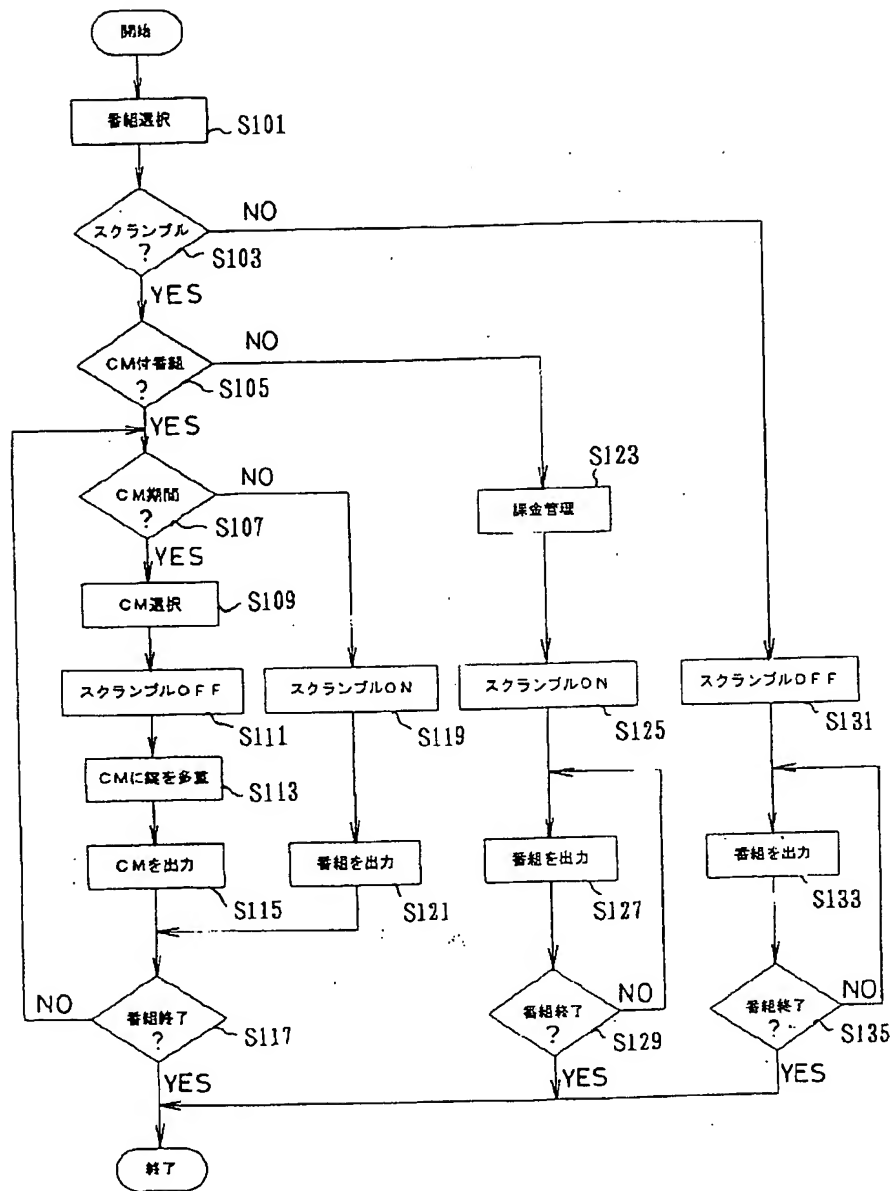 開始
番組選択
S101
スクランブル
?
S103
NO
YES
CM付番組
?
S105
NO
YES
CM期間
?
S107
NO
YES
S123
課金管理
CM選択
S109
スクランブルOFF
S111
スクランブルON
S119
スクランブルON
S125
スクランブルOFF
S131
CMに錠を多重
S113
CMを出力
S115
番組を出力
S121
番組を出力
S127
番組を出力
S133
NO
番組終了
?
S117
YES
番組終了
?
S129
NO
YES
番組終了
?
S135
NO
YES
終了